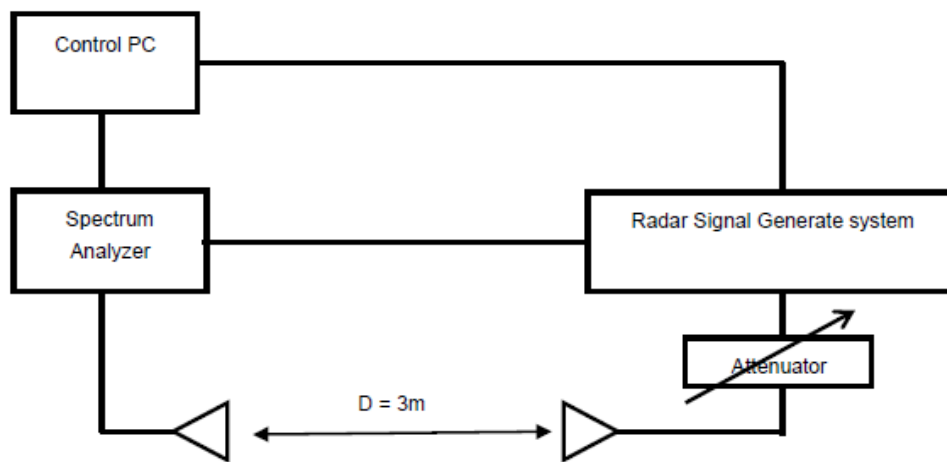 Control PC
Spectrum
Analyzer
Radar Signal Generate system
Attenuator
D = 3m